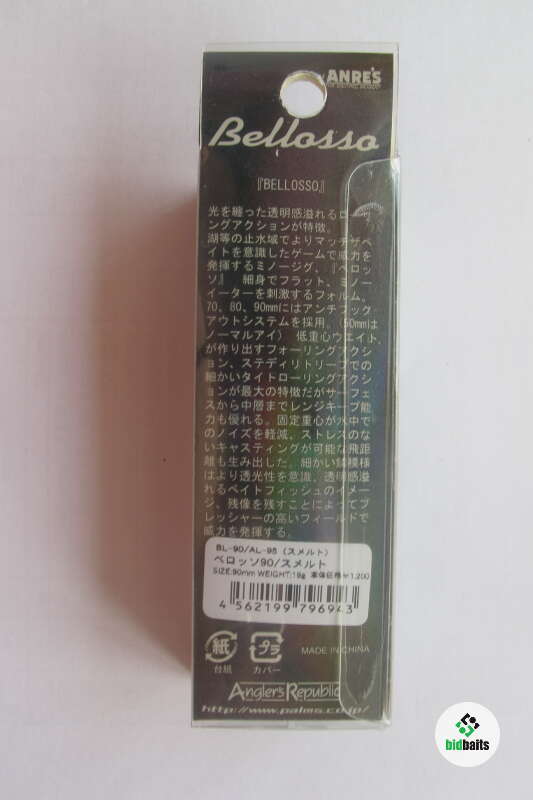 ANRE'S
Bellosso
『BELLOSSO』
光を纏った透明感溢れるローリ
ングアクションが特徴。
湖等の止水域でよりマッチザベ
イトを意識したゲームで威力を
発揮するミノージグ、『ベロッ
ソ』　細身でフラット、ミノー
イーターを刺激するフォルム。
70、80、90mmにはアンチフック
アウトシステムを採用。(50mmは
ノーマルアイ)　低重心ウエイト
が作り出すフォーリングアクシ
ョン、ステディリトリーブでの
細かいタイトローリングアクシ
ョンが最大の特徴だがサーフェ
スから中層までレンジキープ能
力も優れる。固定重心が水中で
のノイズを軽減、ストレスのな
いキャスティングが可能な飛距
離も生み出した。細かい鱗模様
はより透光性を意識、透明感溢
れるベイトフィッシュのイメー
ジ、残像を残すことによってプ
レッシャーの高いフィールドで
威力を発揮する。
BL-90/AL-95 (スメルト)
ベロッソ90/スメルト
SIZE:90mm WEIGHT:18g 本体価格¥1,200
4 562199 796943
紙 プラ MADE IN CHINA
台紙 カバー
Anglers Republic
http://www.palms.co.jp/
bidbaits